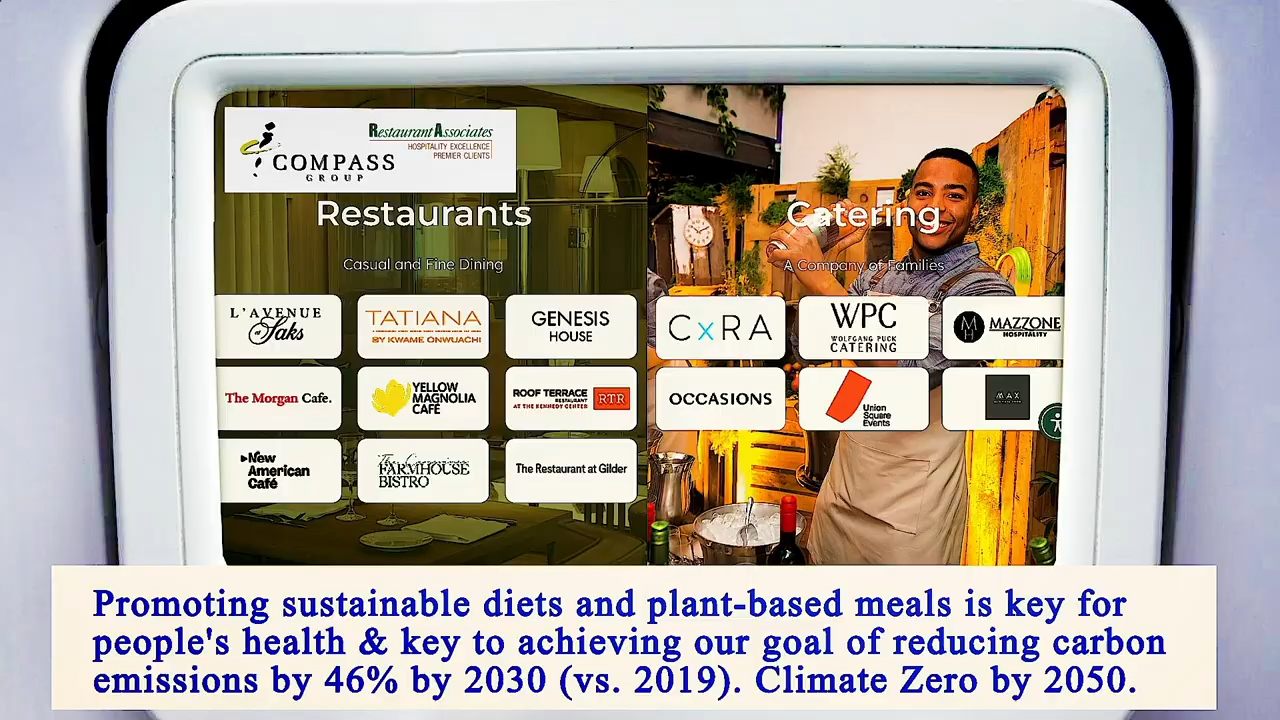 COMPASS
GROUP
Restaurant Associates
HOSPITALITY EXCELLENCE
PREMIER CLIENTS
Restaurants
Casual and Fine Dining
L'AVENUE
at Saks
TATIANA
BY KWAME ONWUACHI
GENESIS
HOUSE
The Morgan Cafe.
YELLOW
MAGNOLIA
CAFÉ
ROOF TERRACE
RESTAURANT
AT THE KENNEDY CENTER
RTR
New
American
Café
FARMHOUSE
BISTRO
The Restaurant at Gilder
Catering
A Company of Families
CxRA
WPC
WOLFGANG PUCK
CATERING
MH
MAZZONE
HOSPITALITY
OCCASIONS
Union
Square
Events
MAX
Promoting sustainable diets and plant-based meals is key for
people's health & key to achieving our goal of reducing carbon
emissions by 46% by 2030 (vs. 2019). Climate Zero by 2050.